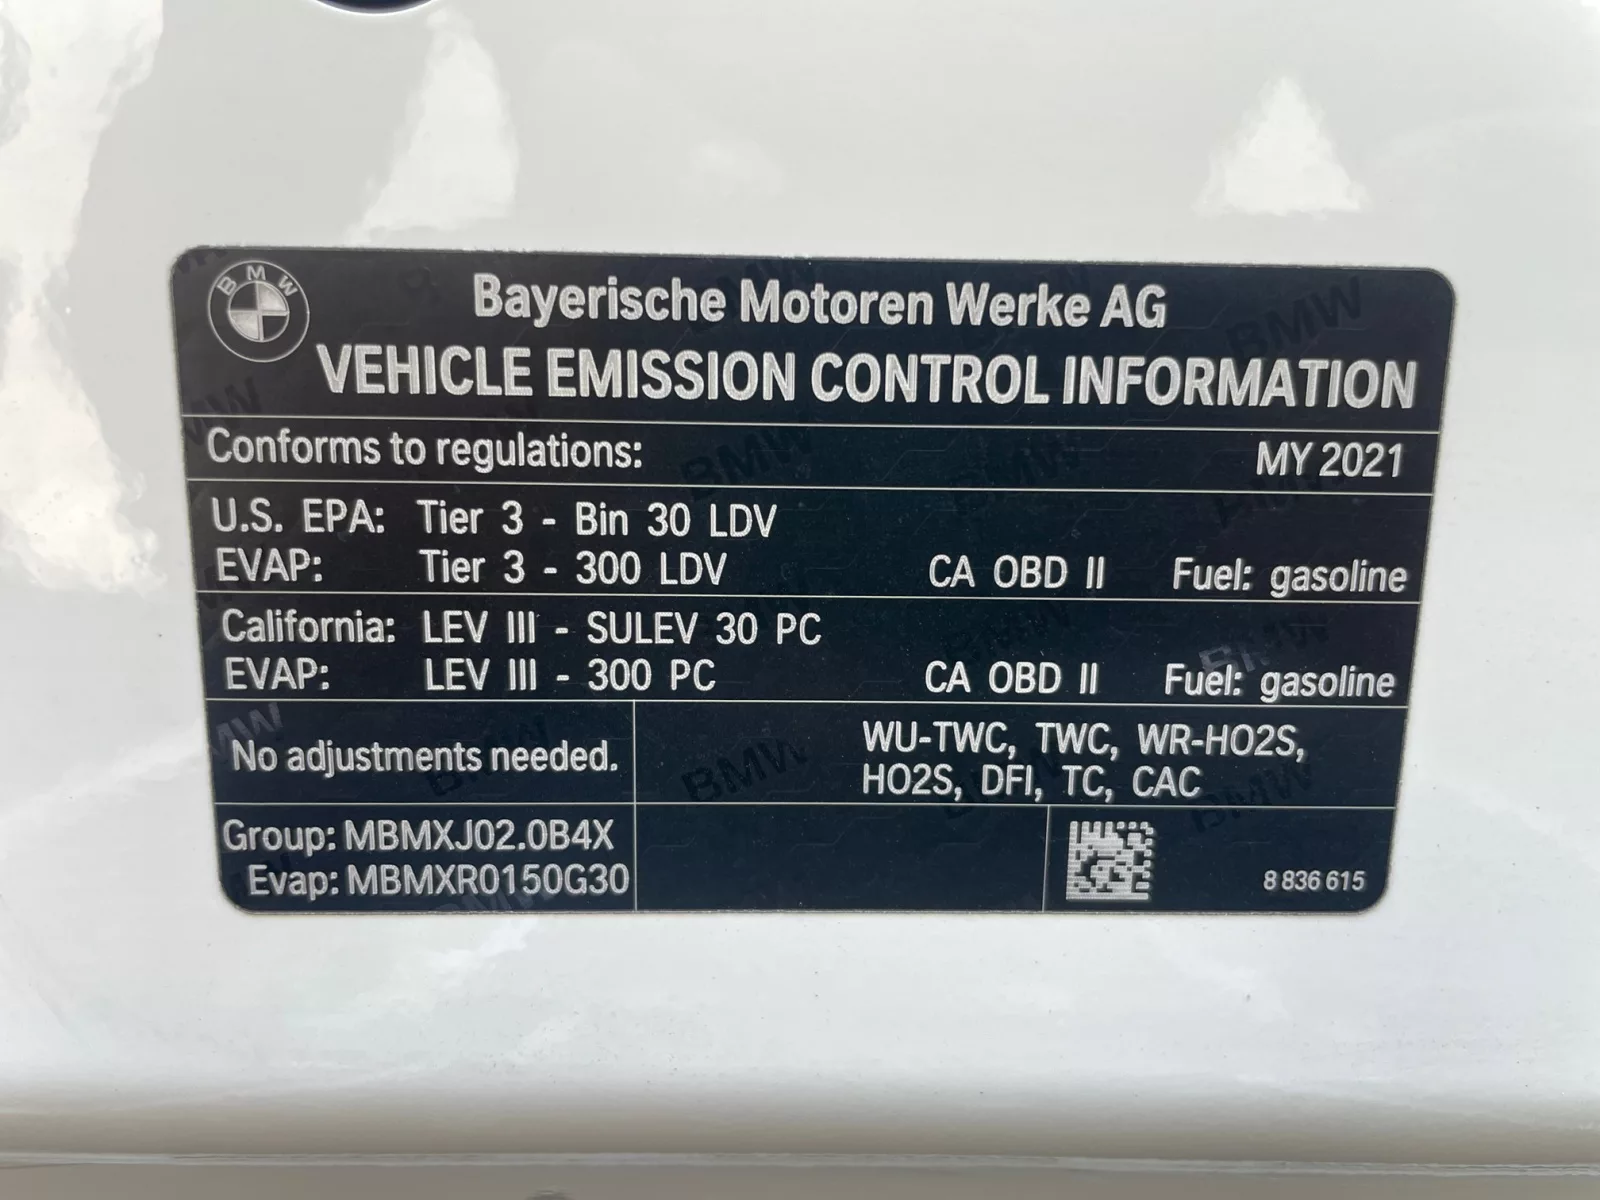 BMW
Bayerische Motoren Werke AG
VEHICLE EMISSION CONTROL INFORMATION
Conforms to regulations: MY 2021
U.S. EPA: Tier 3 - Bin 30 LDV
EVAP: Tier 3 - 300 LDV CA OBD II Fuel: gasoline
California: LEV III - SULEV 30 PC
EVAP: LEV III - 300 PC CA OBD II Fuel: gasoline
No adjustments needed.
WU-TWC, TWC, WR-HO2S,
HO2S, DFI, TC, CAC
Group: MBMXJ02.0B4X
Evap: MBMXR0150G30
8 836 615